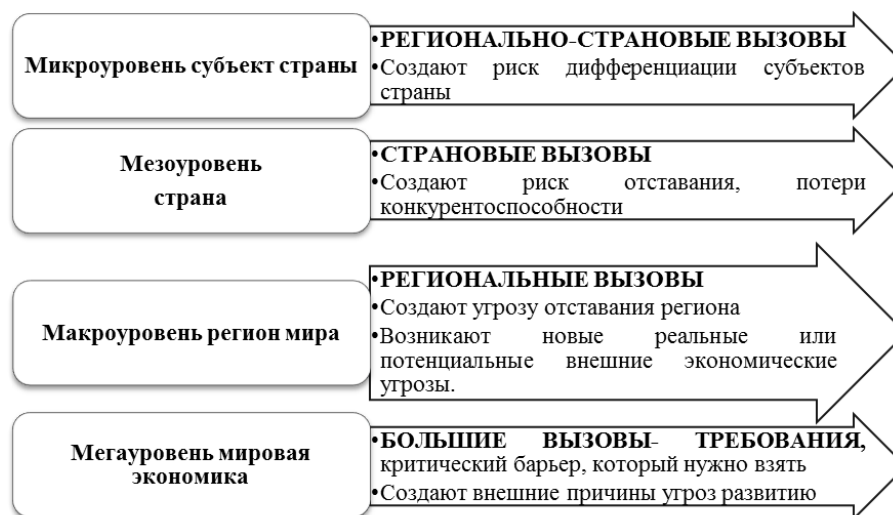 Микроуровень субъект страны
•РЕГИОНАЛЬНО-СТРАНОВЫЕ ВЫЗОВЫ
•Создают риск дифференциации субъектов
страны
Мезоуровень
страна
•СТРАНОВЫЕ ВЫЗОВЫ
•Создают риск отставания, потери
конкурентоспособности
Макроуровень регион мира
•РЕГИОНАЛЬНЫЕ ВЫЗОВЫ
•Создают угрозу отставания региона
•Возникают новые реальные или
потенциальные внешние экономические
угрозы.
Мегауровень мировая
экономика
•БОЛЬШИЕ ВЫЗОВЫ- ТРЕБОВАНИЯ,
критический барьер, который нужно взять
•Создают внешние причины угроз развитию